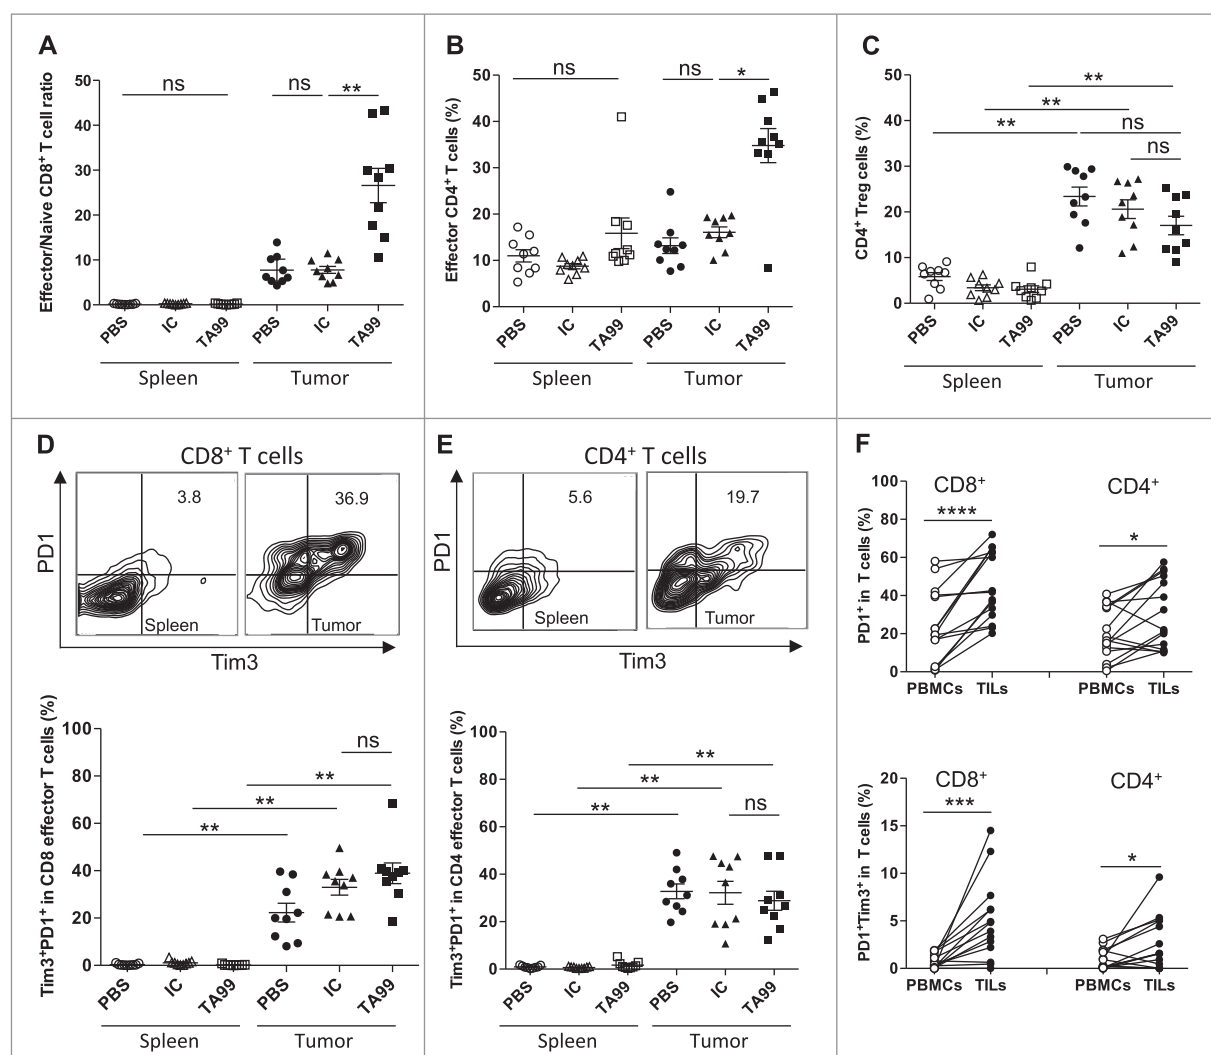 A
Effector/Naive CD8+ T cell ratio
50
40
30
20
10
0
ns
ns
**
PBS
IC
TA99
PBS
IC
TA99
Spleen
Tumor
B
Effector CD4+ T cells (%)
50
40
30
20
10
0
ns
ns
*
PBS
IC
TA99
PBS
IC
TA99
Spleen
Tumor
C
CD4+ Treg cells (%)
50
40
30
20
10
0
**
**
**
ns
ns
PBS
IC
TA99
PBS
IC
TA99
Spleen
Tumor
D
CD8+ T cells
PD1
3.8
36.9
Spleen
Tumor
Tim3
Tim3+PD1+ in CD8 effector T cells (%)
100
80
60
40
20
0
ns
**
**
**
PBS
IC
TA99
PBS
IC
TA99
Spleen
Tumor
E
CD4+ T cells
PD1
5.6
19.7
Spleen
Tumor
Tim3
Tim3+PD1+ in CD4 effector T cells (%)
100
80
60
40
20
0
**
**
**
ns
PBS
IC
TA99
PBS
IC
TA99
Spleen
Tumor
F
PD1+ in T cells (%)
100
80
60
40
20
0
CD8+
****
CD4+
*
PBMCs
TILs
PBMCs
TILs
PD1+Tim3+ in T cells (%)
20
15
10
5
0
CD8+
***
CD4+
*
PBMCs
TILs
PBMCs
TILs